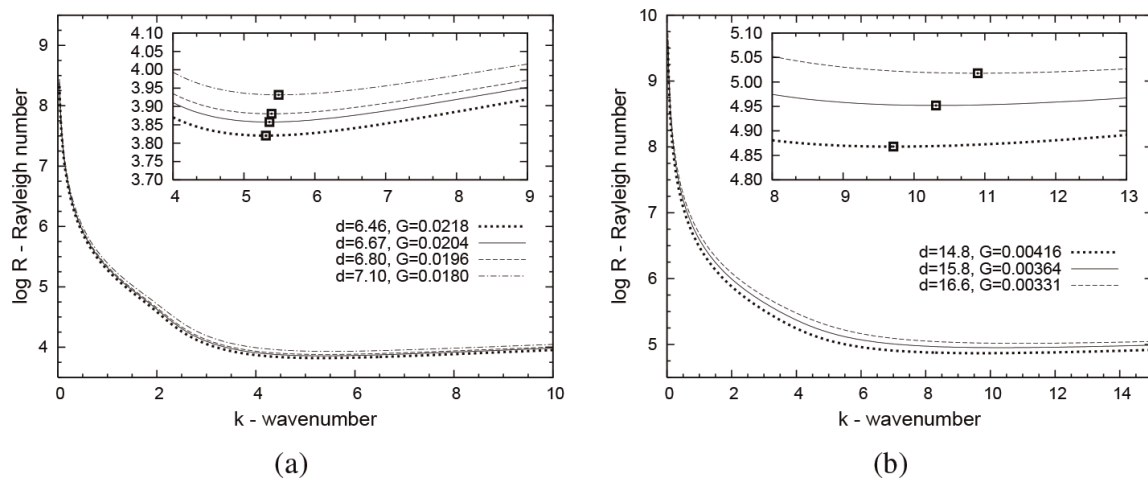 log R - Rayleigh number
9
8
7
6
5
4
0 2 4 6 8 10
k - wavenumber
4.10
4.05
4.00
3.95
3.90
3.85
3.80
3.75
3.70
4 5 6 7 8 9
d=6.46, G=0.0218
d=6.67, G=0.0204
d=6.80, G=0.0196
d=7.10, G=0.0180
(a)
log R - Rayleigh number
10
9
8
7
6
5
0 2 4 6 8 10 12 14
k - wavenumber
5.10
5.05
5.00
4.95
4.90
4.85
4.80
8 9 10 11 12 13
d=14.8, G=0.00416
d=15.8, G=0.00364
d=16.6, G=0.00331
(b)